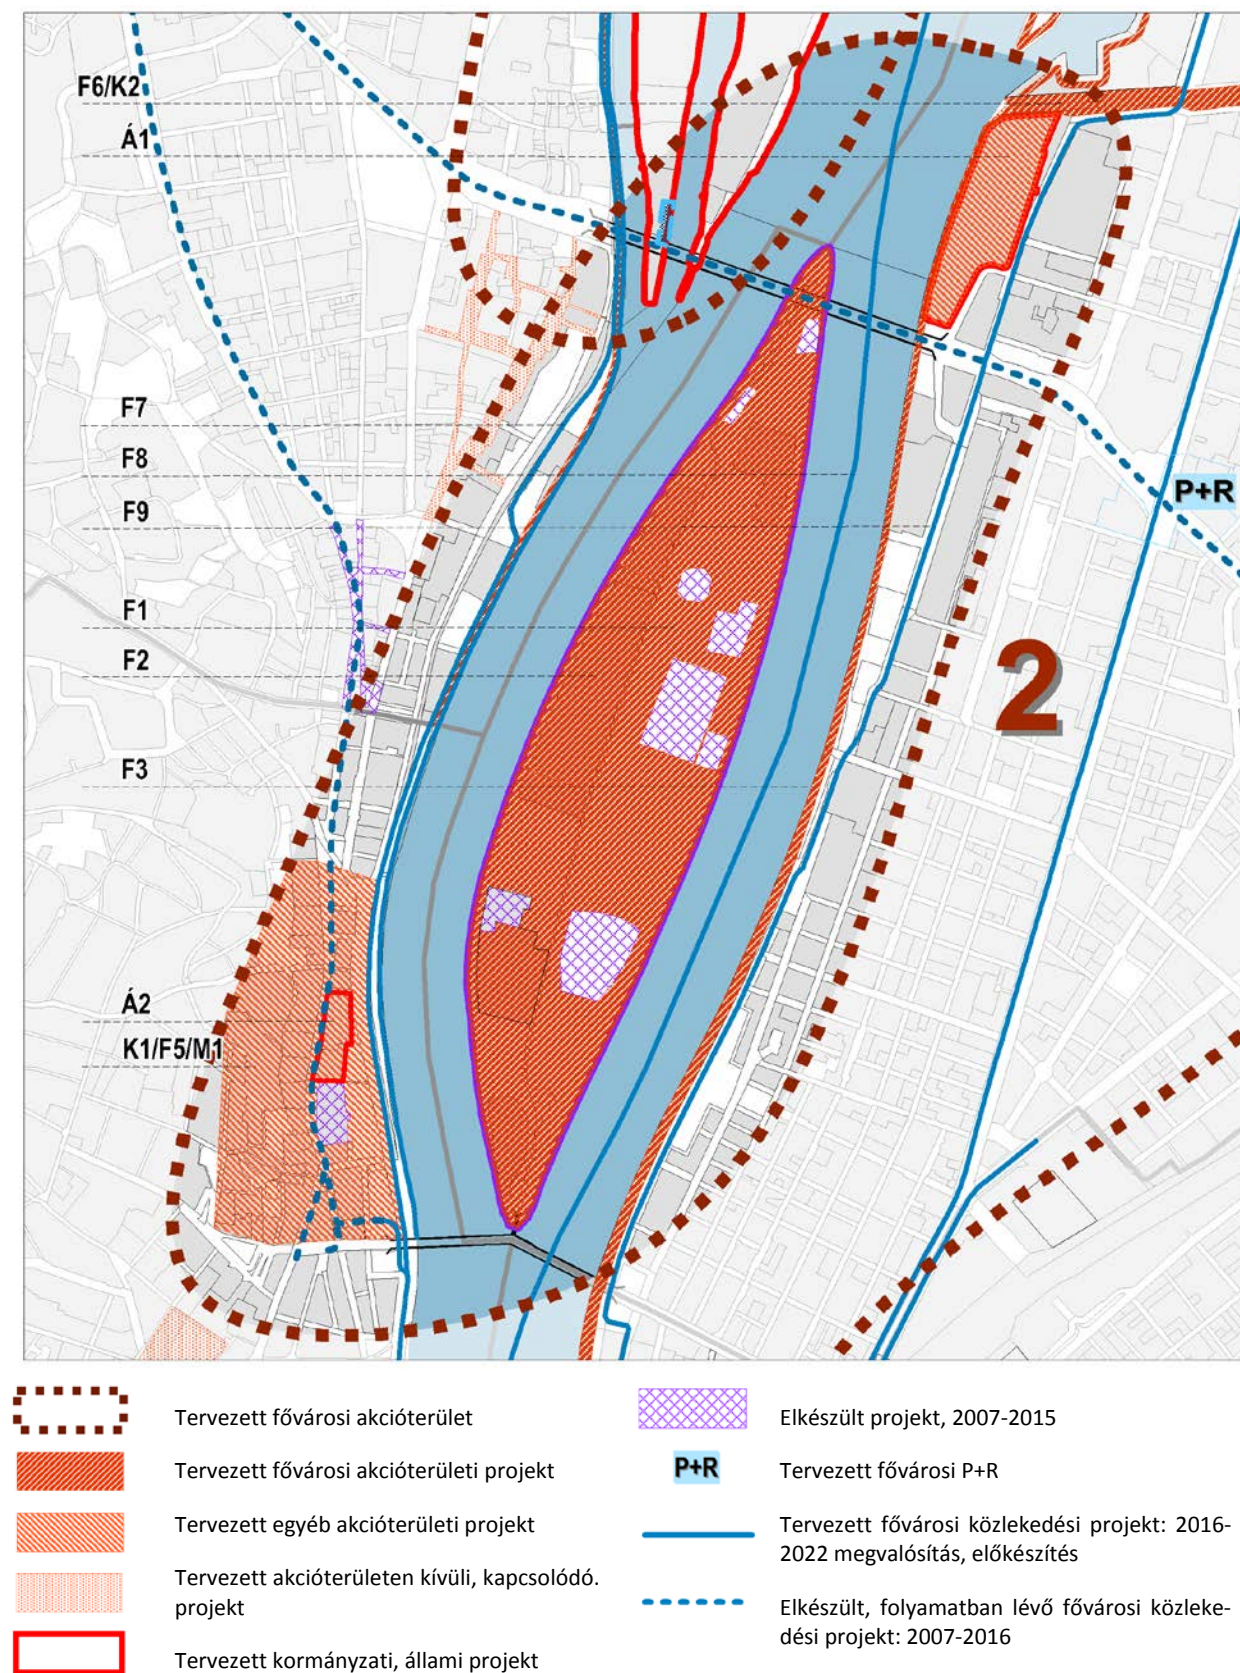 F6/K2
Á1
F7
F8
F9
P+R
F1
F2
2
F3
Á2
K1/F5/M1
Tervezett fővárosi akcióterület
Tervezett fővárosi akcióterületi projekt
Tervezett egyéb akcióterületi projekt
Tervezett akcióterületen kívüli, kapcsolódó.
projekt
Tervezett kormányzati, állami projekt
Elkészült projekt, 2007-2015
P+R
Tervezett fővárosi P+R
Tervezett fővárosi közlekedési projekt: 2016-
2022 megvalósítás, előkészítés
Elkészült, folyamatban lévő fővárosi közleke-
dési projekt: 2007-2016